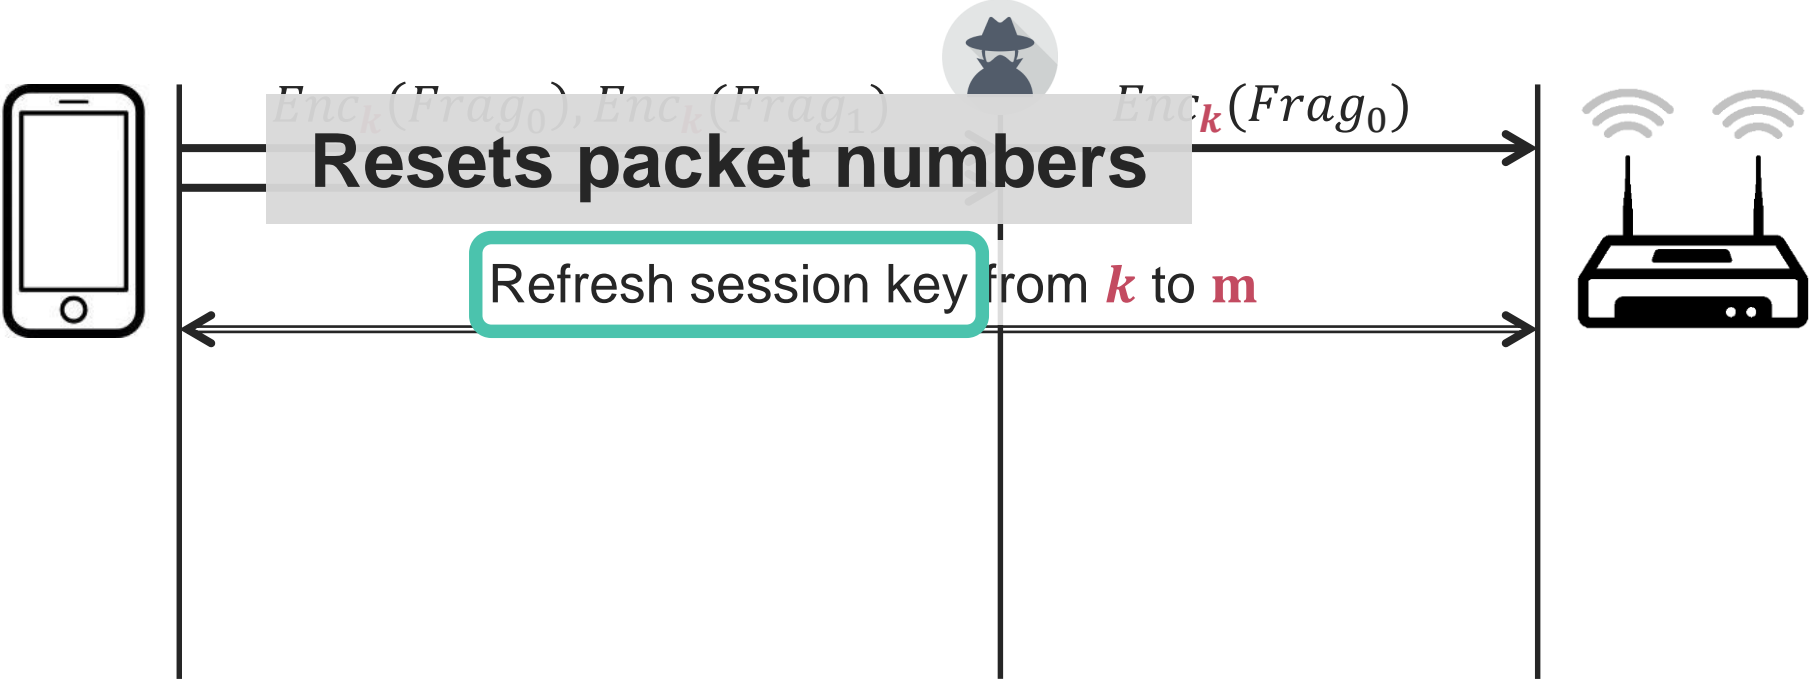 Enc_k(Frag_0), Enc_k(Frag_1)
Enc_k(Frag_0)
Resets packet numbers
Refresh session key from k to m